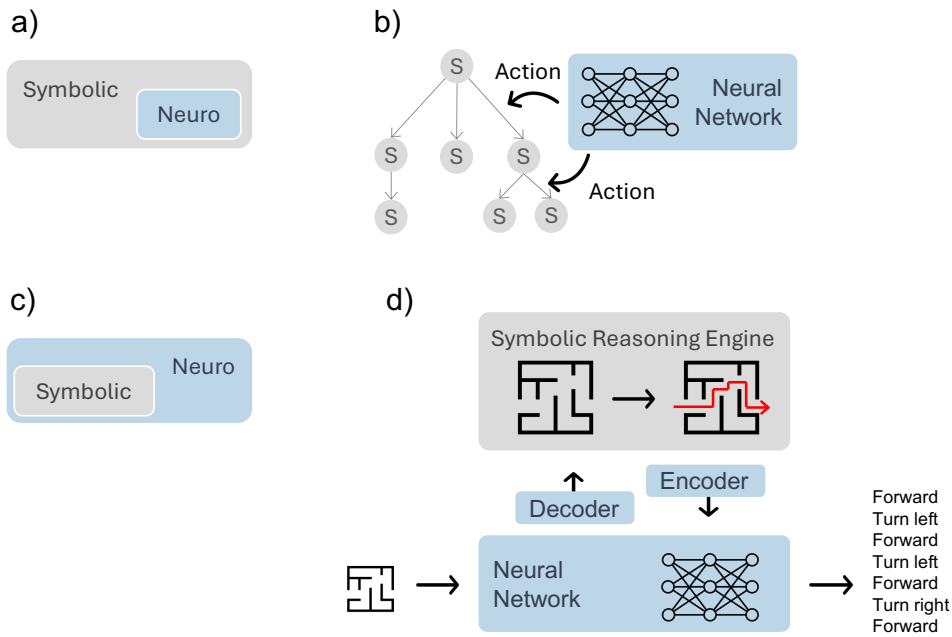 a)
Symbolic
Neuro
b)
S
Action
Neural
Network
S
S
S
Action
S
S
S
c)
Neuro
Symbolic
d)
Symbolic Reasoning Engine
Decoder
Encoder
Neural
Network
Forward
Turn left
Forward
Turn left
Forward
Turn right
Forward